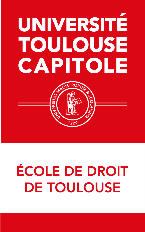 UNIVERSITÉ
TOULOUSE
CAPITOLE
ÉCOLE DE DROIT
DE TOULOUSE